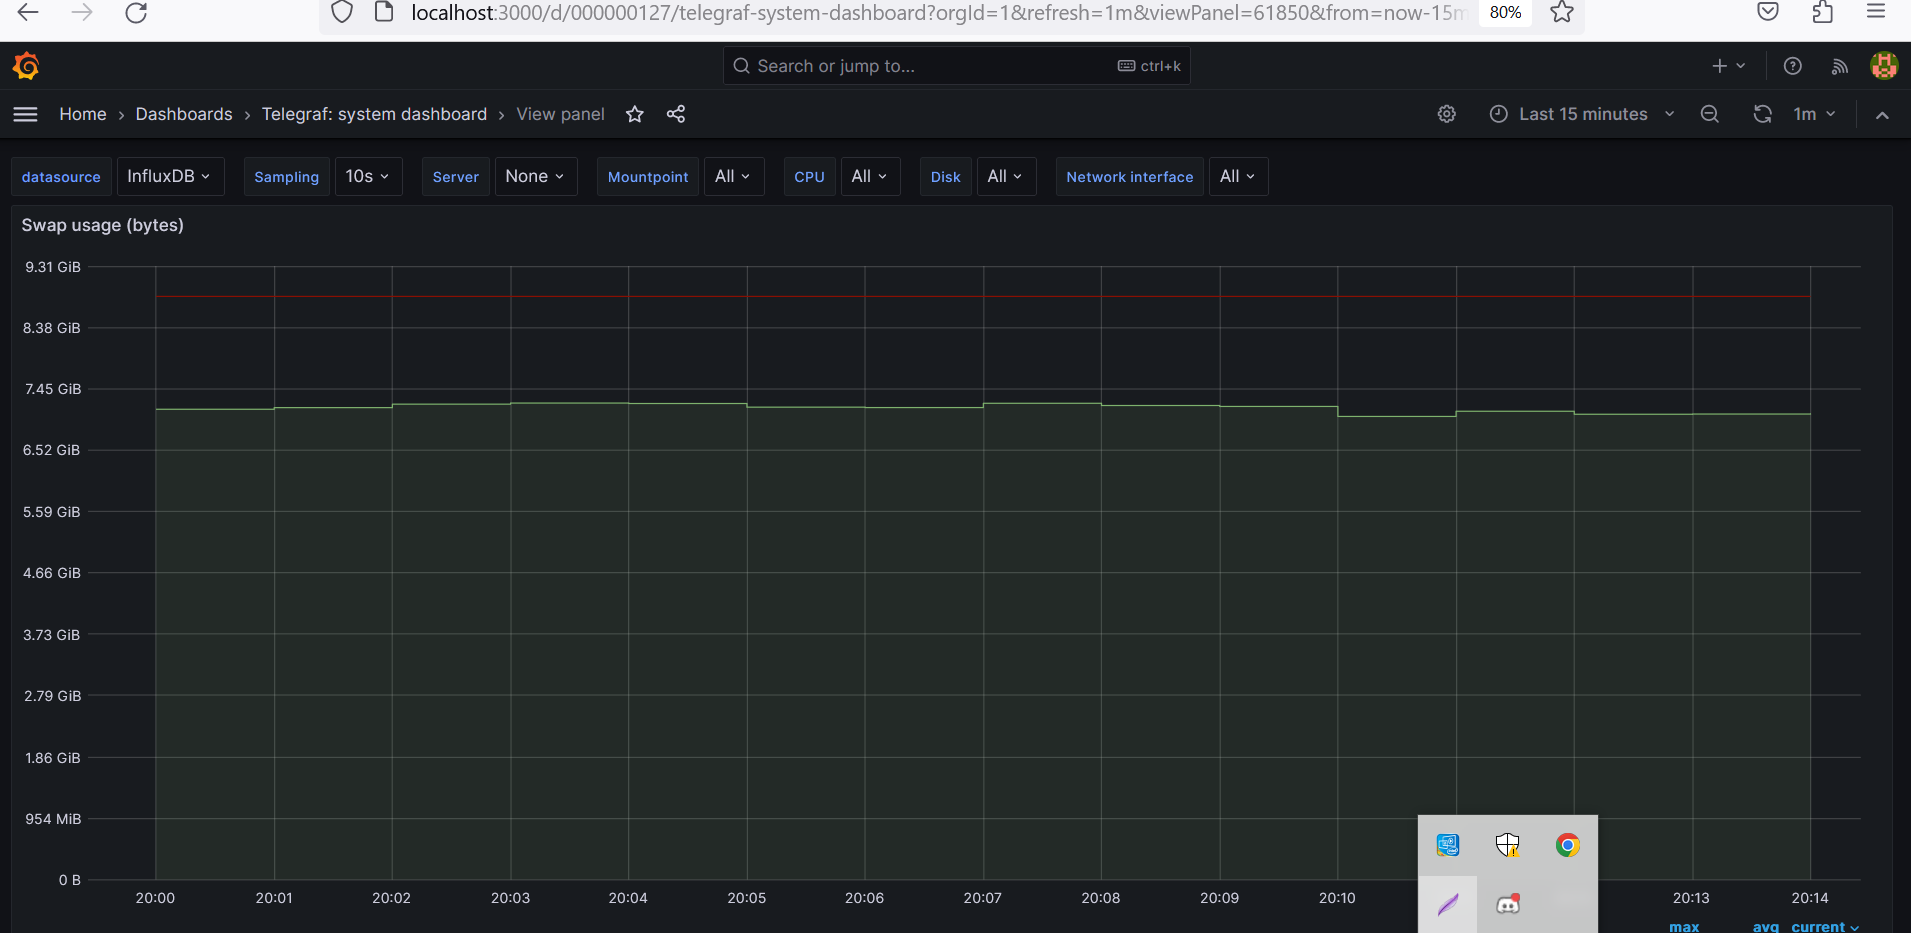 localhost:3000/d/000000127/telegraf-system-dashboard?orgId=1&refresh=1m&viewPanel=61850&from=now-15m 80%
Search or jump to... ctrl+k
Home › Dashboards › Telegraf: system dashboard › View panel Last 15 minutes 1m
datasource InfluxDB Sampling 10s Server None Mountpoint All CPU All Disk All Network interface All
Swap usage (bytes)
9.31 GiB
8.38 GiB
7.45 GiB
6.52 GiB
5.59 GiB
4.66 GiB
3.73 GiB
2.79 GiB
1.86 GiB
954 MiB
0 B
20:00 20:01 20:02 20:03 20:04 20:05 20:06 20:07 20:08 20:09 20:10 20:13 20:14
max avg current